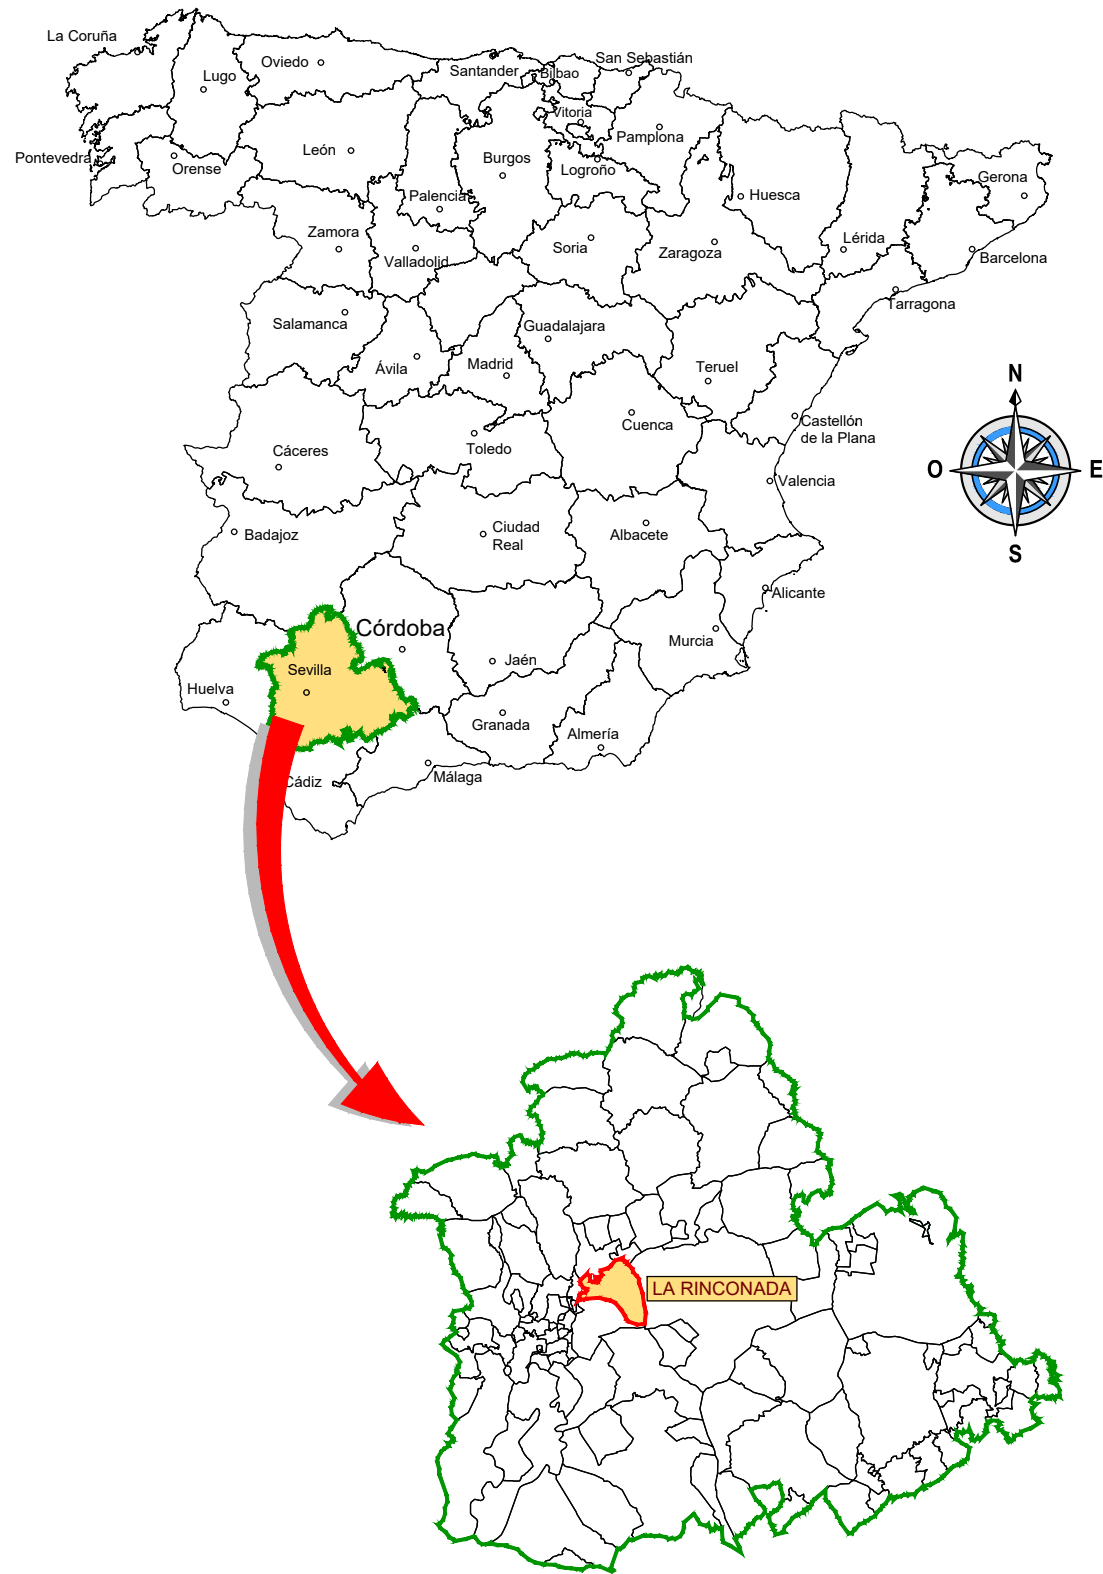 La Coruña
Lugo
Oviedo
Santander
Bilbao
San Sebastián
Vitoria
Pamplona
Pontevedra
Orense
León
Palencia
Burgos
Logroño
Huesca
Gerona
Zamora
Valladolid
Soria
Zaragoza
Lérida
Barcelona
Tarragona
Salamanca
Ávila
Madrid
Guadalajara
Teruel
Castellón
de la Plana
Cáceres
Toledo
Cuenca
Valencia
Badajoz
Ciudad
Real
Albacete
Alicante
Córdoba
Murcia
Jaén
Sevilla
Huelva
Granada
Almería
Málaga
Cádiz
N
O
E
S
LA RINCONADA